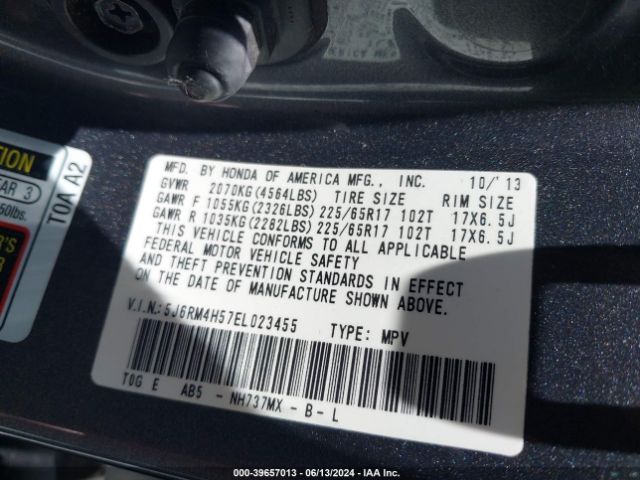 MFD. BY HONDA OF AMERICA MFG., INC. 10/'13
GVWR 2070KG(4564LBS) TIRE SIZE RIM SIZE
GAWR F 1055KG(2326LBS) 225/65R17 102T 17X6.5J
GAWR R 1035KG(2282LBS) 225/65R17 102T 17X6.5J
THIS VEHICLE CONFORMS TO ALL APPLICABLE
FEDERAL MOTOR VEHICLE SAFETY
AND THEFT PREVENTION STANDARDS IN EFFECT
ON THE DATE OF MANUFACTURE SHOWN ABOVE.
V.I.N.:5J6RM4H57EL023455 TYPE: MPV
T0G E AB5 - NH737MX - B - L
T0A A2
000-39657013 - 06/13/2024 - IAA Inc.